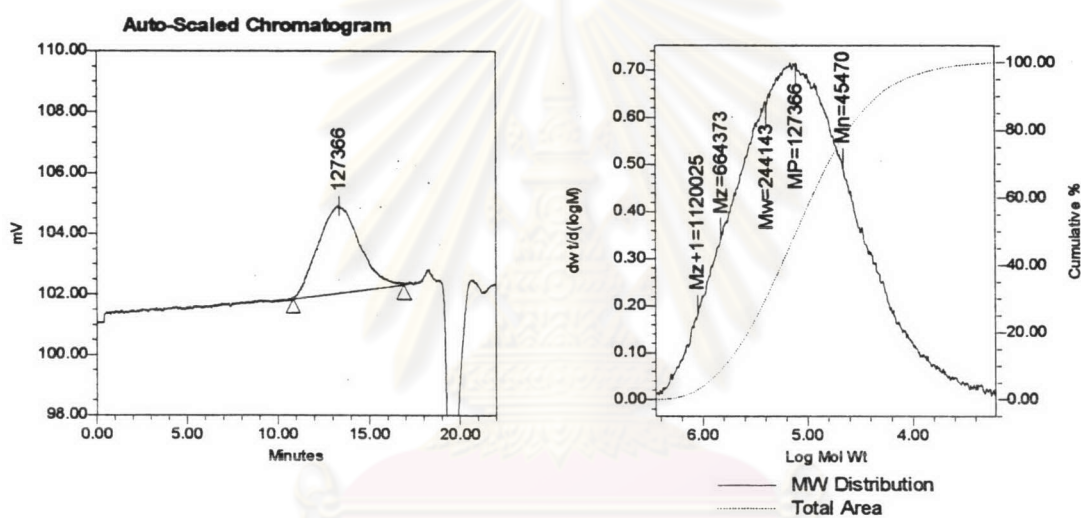 Auto-Scaled Chromatogram
110.00
108.00
106.00
104.00
102.00
100.00
98.00
mV
127366
0.00
5.00
10.00
15.00
20.00
Minutes
0.70
0.60
0.50
0.40
0.30
0.20
0.10
0.00
dwt/d(logM)
Mz+1=1120025
Mz=664373
Mw=244143
MP=127366
Mn=45470
100.00
80.00
60.00
40.00
20.00
0.00
Cumulative %
6.00
5.00
4.00
Log Mol Wt
MW Distribution
Total Area